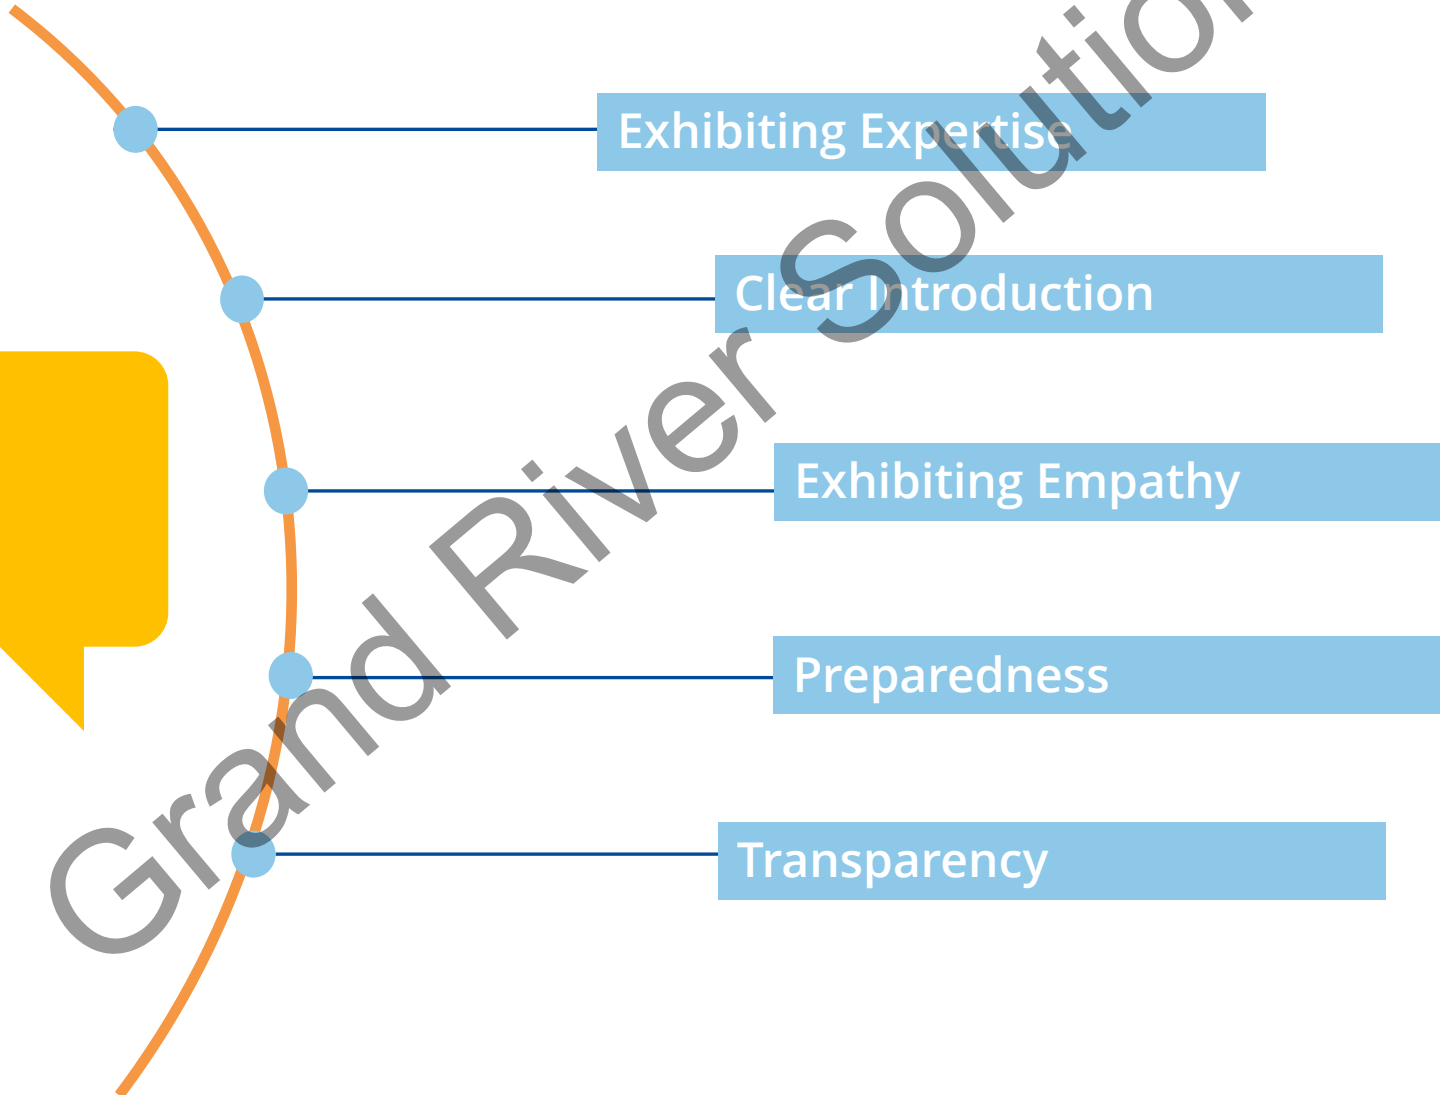 Exhibiting Expertise
Clear Introduction
Exhibiting Empathy
Preparedness
Transparency
Grand River Solutio